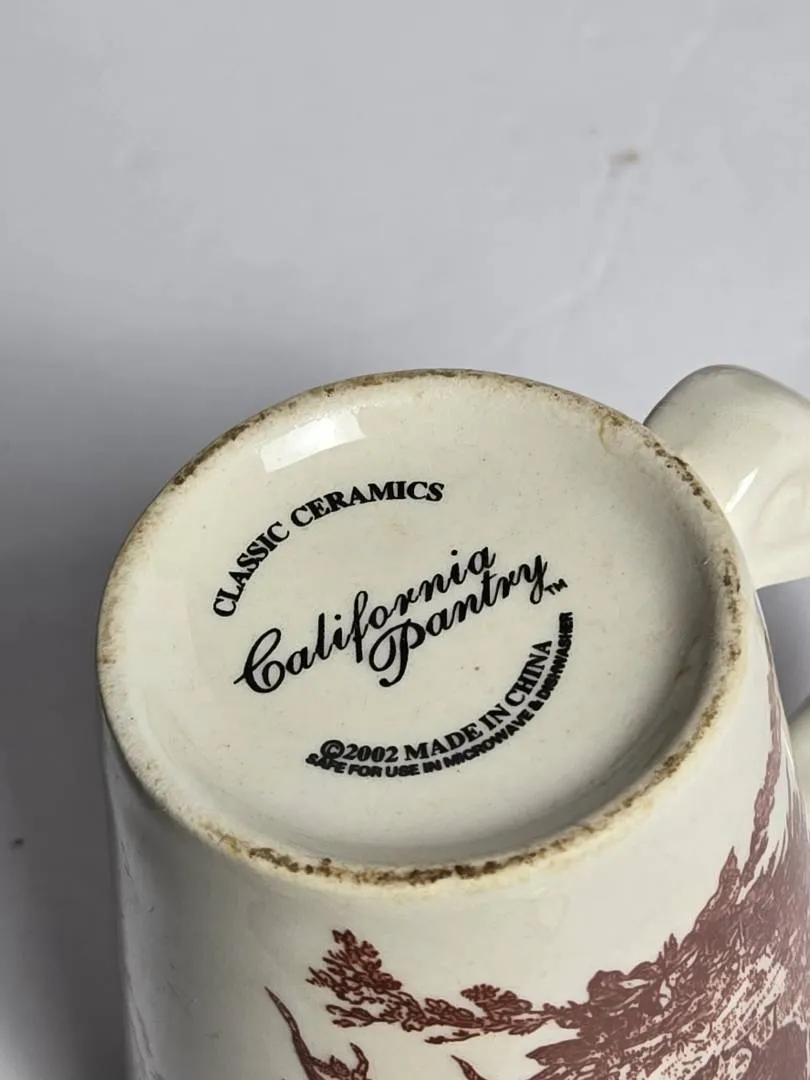 CLASSIC CERAMICS
California
Pantry™
©2002 MADE IN CHINA
SAFE FOR USE IN MICROWAVE & DISHWASHER